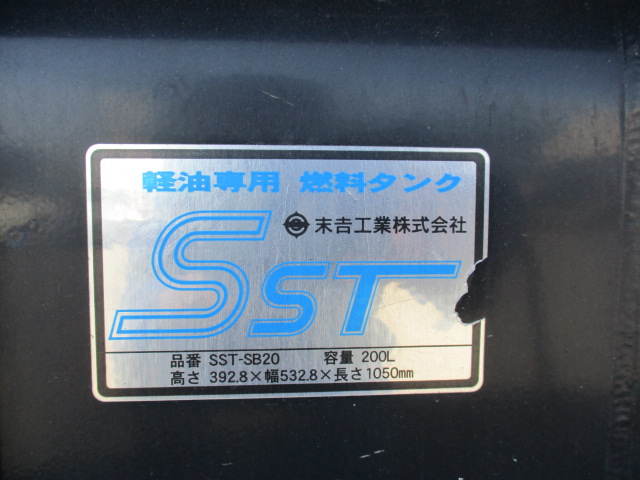 軽油専用 燃料タンク
末吉工業株式会社
SST
品番 SST-SB20 容量 200L
高さ 392.8×幅532.8×長さ1050mm